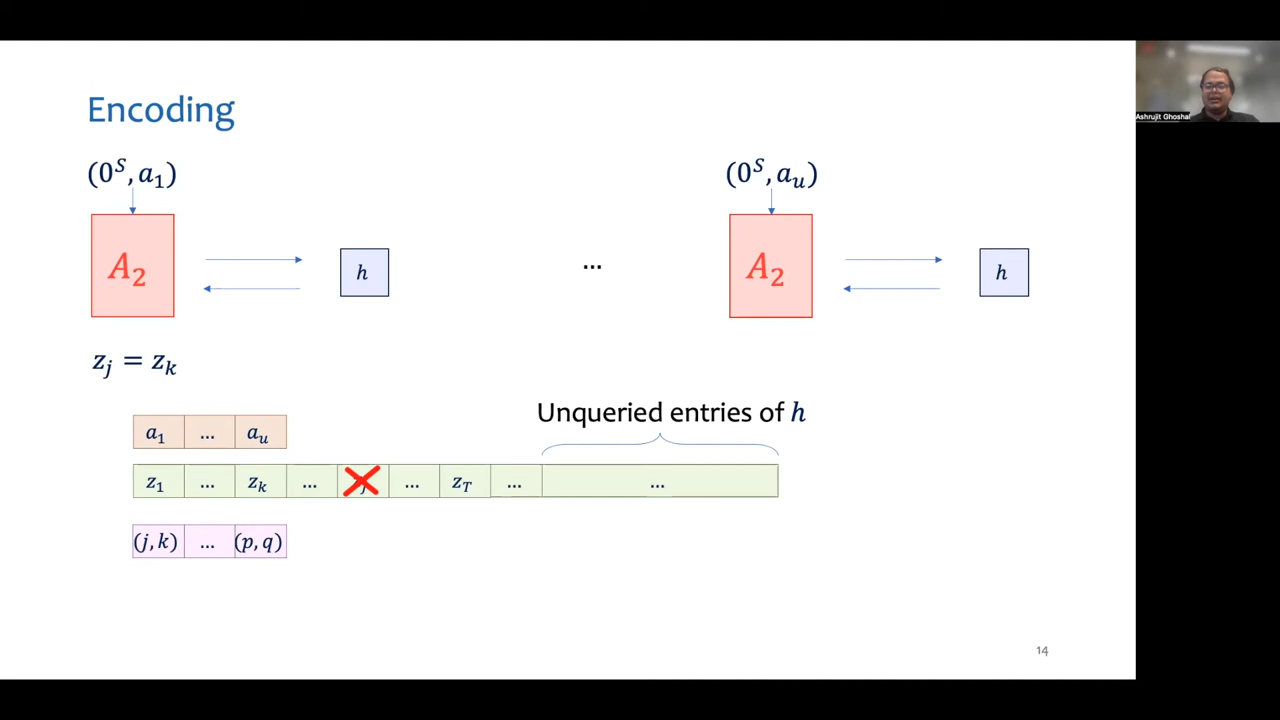 Encoding
(0^S, a_1)
(0^S, a_u)
A_2
h
...
A_2
h
z_j = z_k
Unqueried entries of h
a_1 ... a_u
z_1 ... z_k ... ... z_T ... ...
(j, k) ... (p, q)
14
Ashrujit Ghoshal